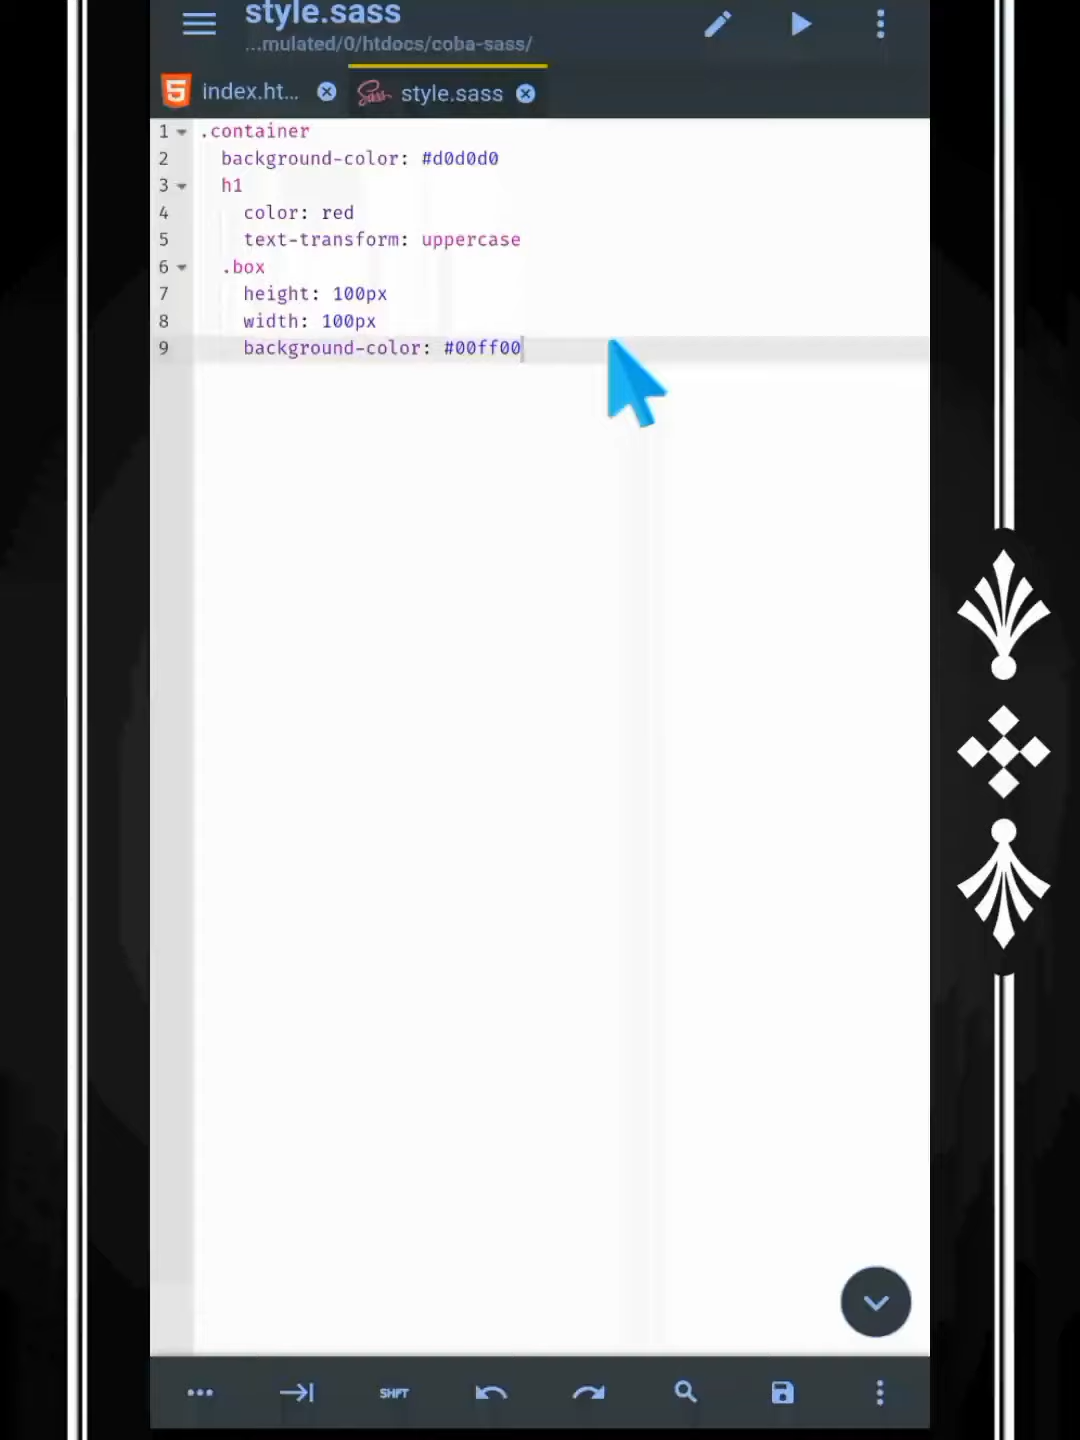 style.sass
...mulated/0/htdocs/coba-sass/
index.ht...
Sass style.sass
1 .container
2 background-color: #d0d0d0
3 h1
4 color: red
5 text-transform: uppercase
6 .box
7 height: 100px
8 width: 100px
9 background-color: #00ff00
SHFT